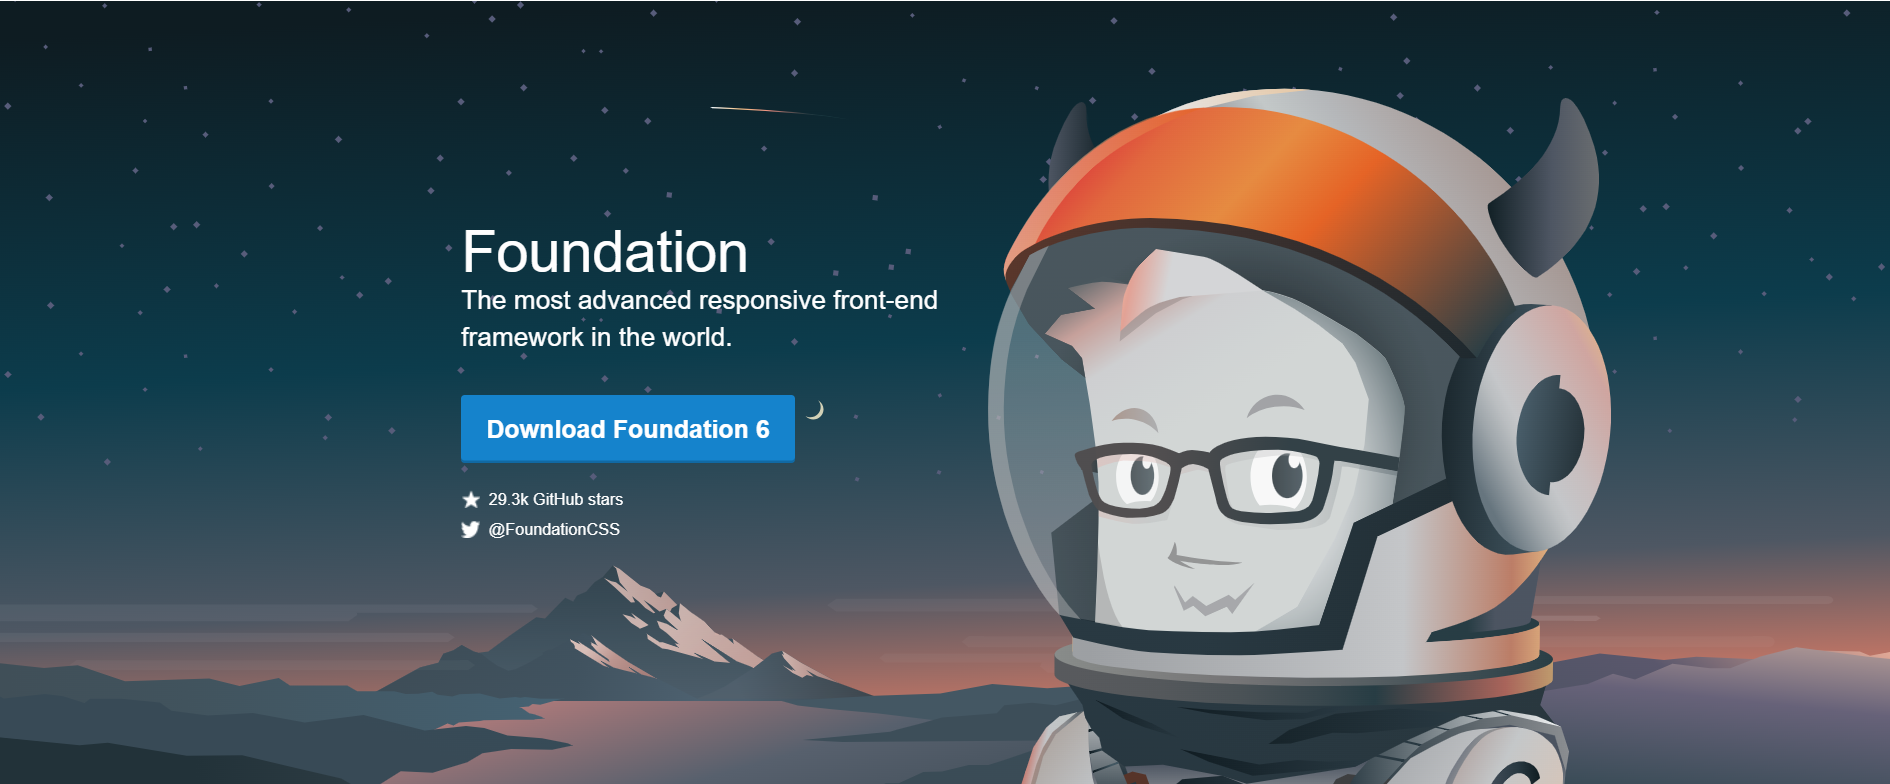 Foundation
The most advanced responsive front-end
framework in the world.
Download Foundation 6
29.3k GitHub stars
@FoundationCSS